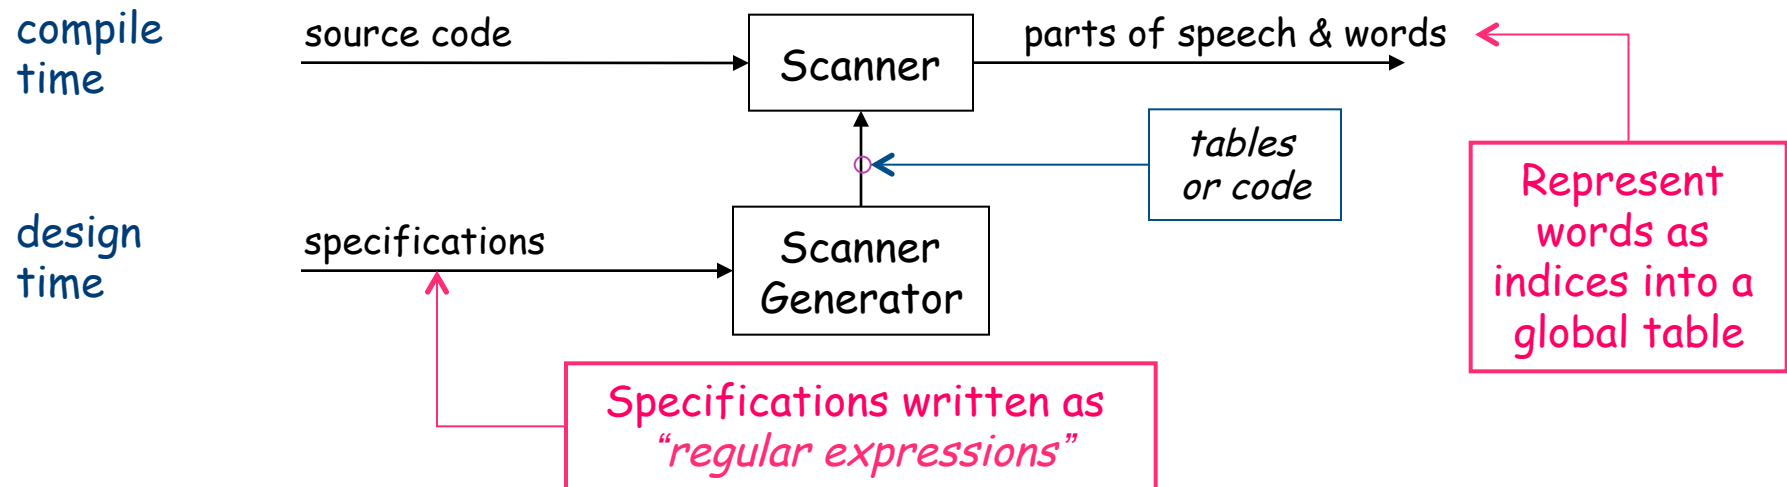 compile
time
source code
Scanner
parts of speech & words
tables
or code
Represent
words as
indices into a
global table
design
time
specifications
Scanner
Generator
Specifications written as
“regular expressions”